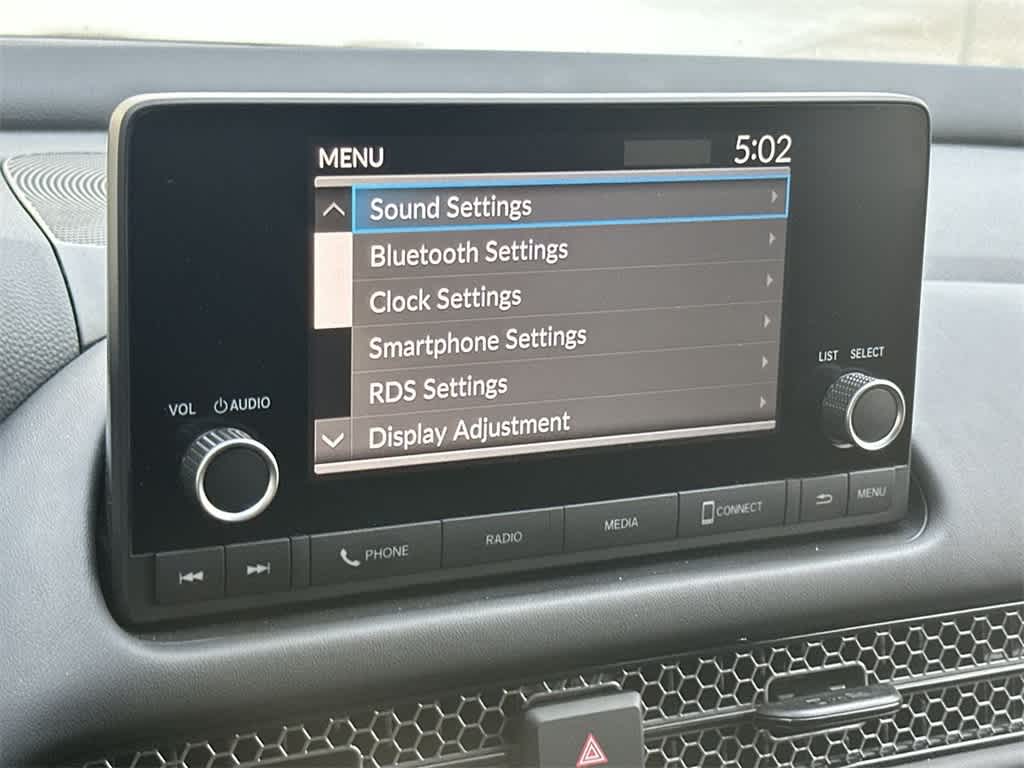 MENU 5:02
Sound Settings
Bluetooth Settings
Clock Settings
Smartphone Settings
RDS Settings
Display Adjustment
VOL AUDIO
LIST SELECT
PHONE RADIO MEDIA CONNECT MENU